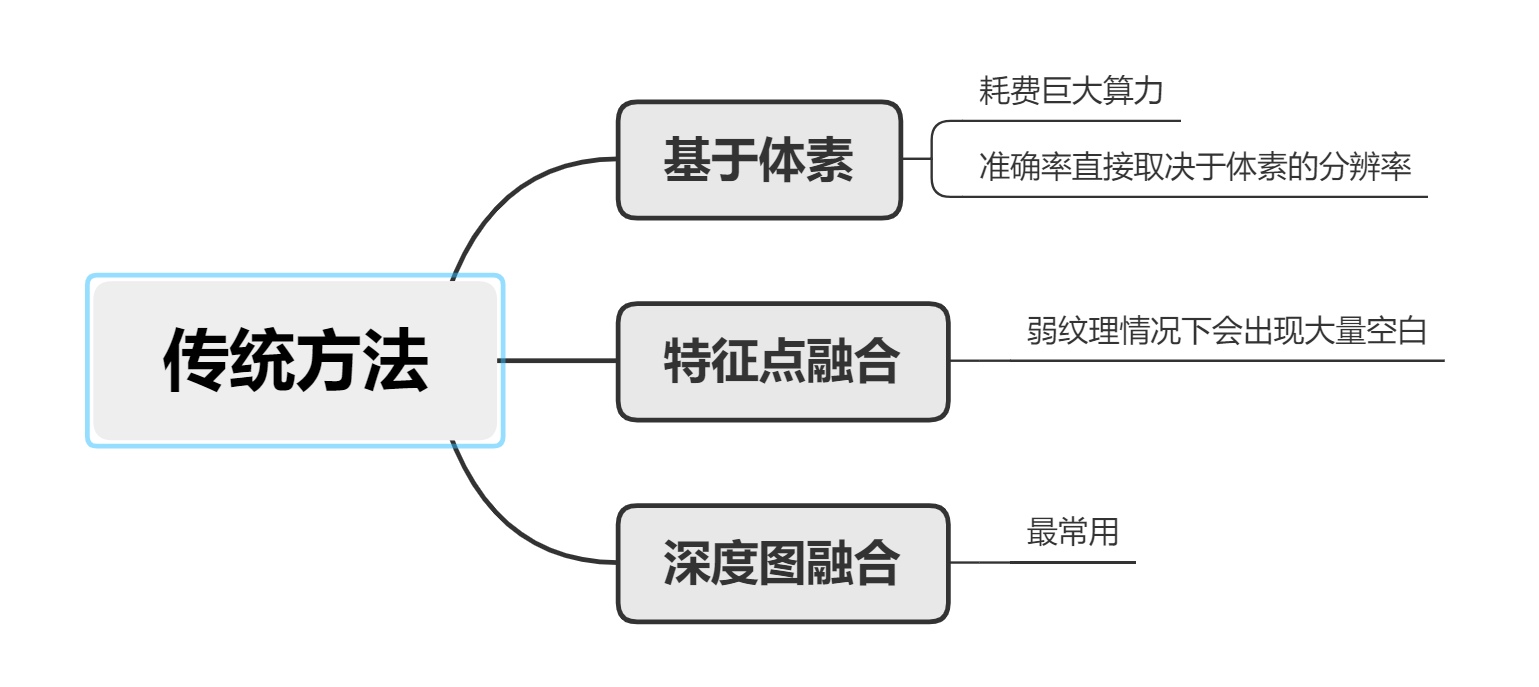 传统方法
基于体素
耗费巨大算力
准确率直接取决于体素的分辨率
特征点融合
弱纹理情况下会出现大量空白
深度图融合
最常用